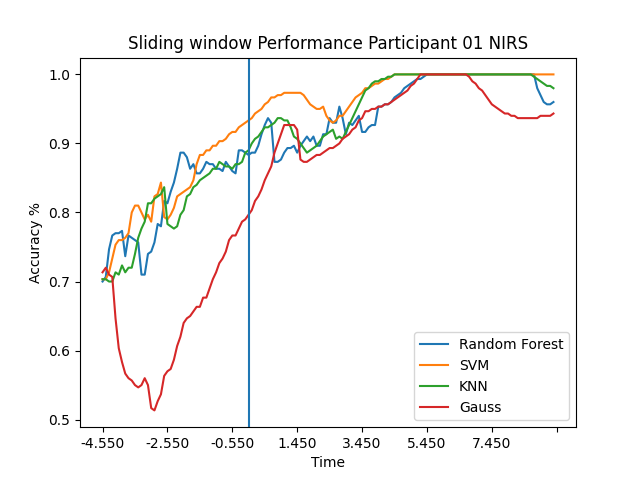 Sliding window Performance Participant 01 NIRS
Accuracy %
1.0
0.9
0.8
0.7
0.6
0.5
-4.550 -2.550 -0.550 1.450 3.450 5.450 7.450
Time
Random Forest
SVM
KNN
Gauss